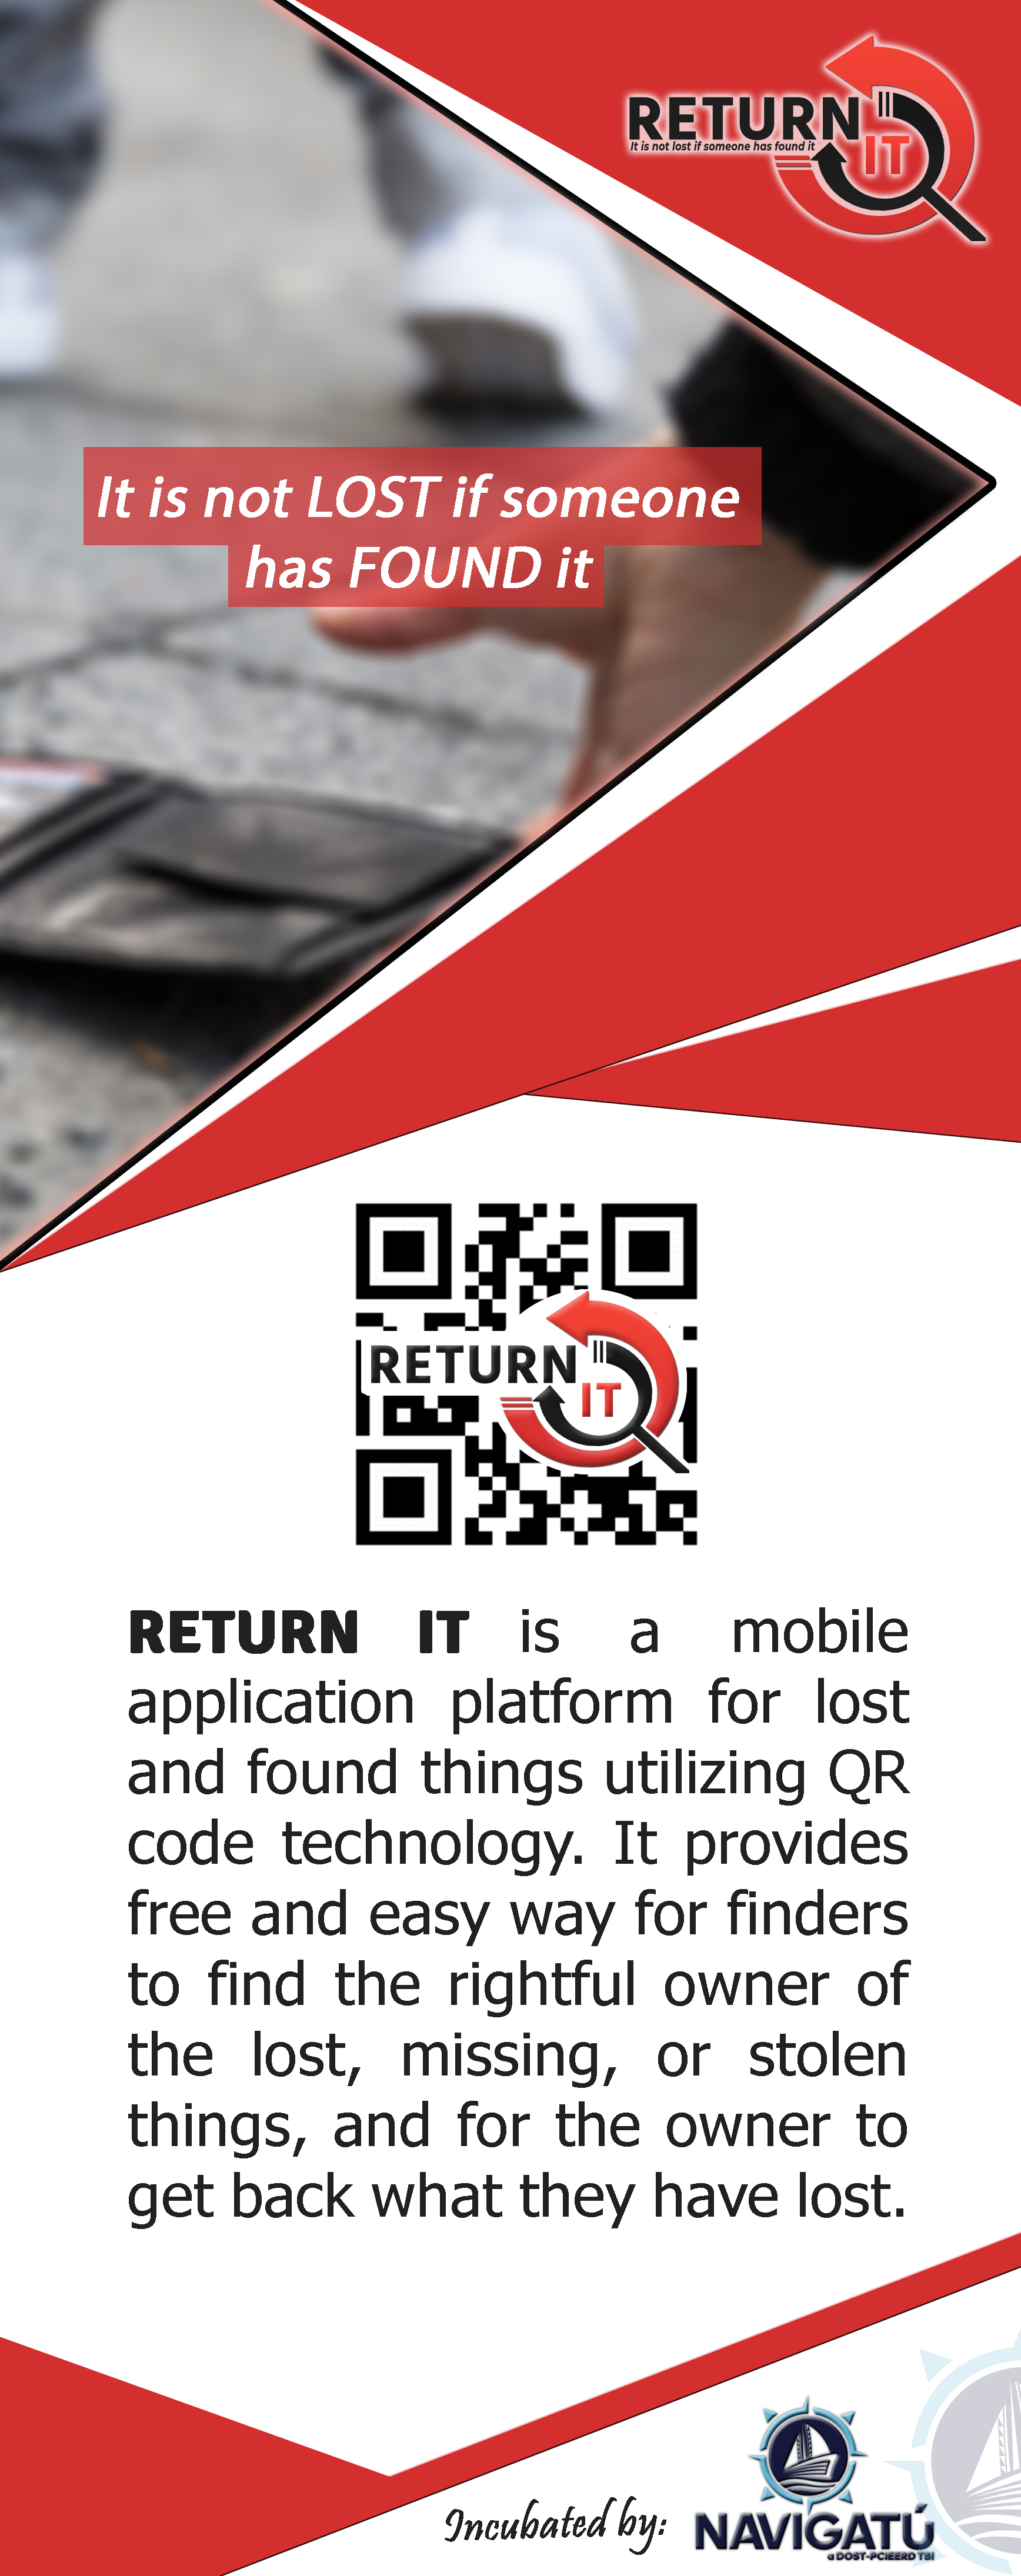 RETURN
IT
It is not lost if someone has found it
It is not LOST if someone
has FOUND it
RETURN
IT
RETURN IT is a mobile
application platform for lost
and found things utilizing QR
code technology. It provides
free and easy way for finders
to find the rightful owner of
the lost, missing, or stolen
things, and for the owner to
get back what they have lost.
Incubated by:
NAVIGATÚ
a DOST-PCIEERD TBI